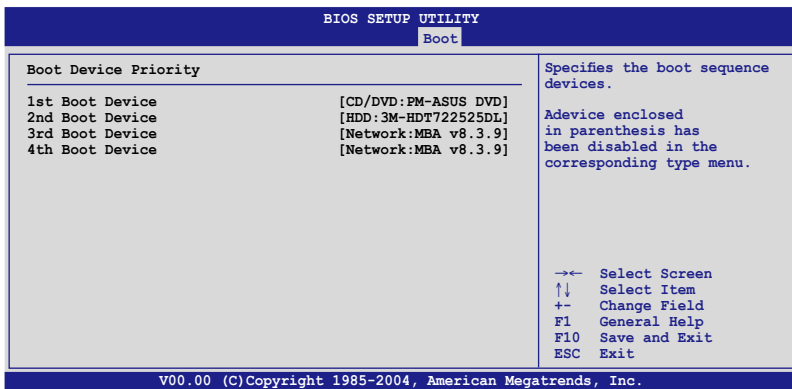 BIOS SETUP UTILITY
Boot
Boot Device Priority
1st Boot Device [CD/DVD:PM-ASUS DVD]
2nd Boot Device [HDD:3M-HDT722525DL]
3rd Boot Device [Network:MBA v8.3.9]
4th Boot Device [Network:MBA v8.3.9]
Specifies the boot sequence
devices.
Adevice enclosed
in parenthesis has
been disabled in the
corresponding type menu.
→← Select Screen
↑↓ Select Item
+- Change Field
F1 General Help
F10 Save and Exit
ESC Exit
V00.00 (C)Copyright 1985-2004, American Megatrends, Inc.